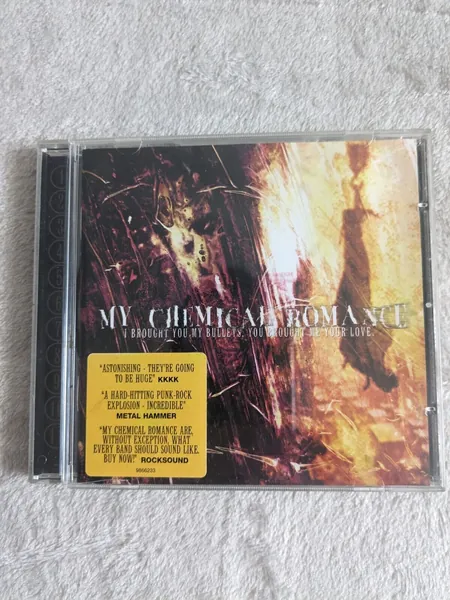 MY CHEMICAL ROMANCE
I BROUGHT YOU MY BULLETS, YOU BROUGHT ME YOUR LOVE.
"ASTONISHING - THEY'RE GOING
TO BE HUGE" KKKK
"A HARD-HITTING PUNK-ROCK
EXPLOSION - INCREDIBLE"
METAL HAMMER
"MY CHEMICAL ROMANCE ARE,
WITHOUT EXCEPTION, WHAT
EVERY BAND SHOULD SOUND LIKE.
BUY NOW!" ROCKSOUND
9866203